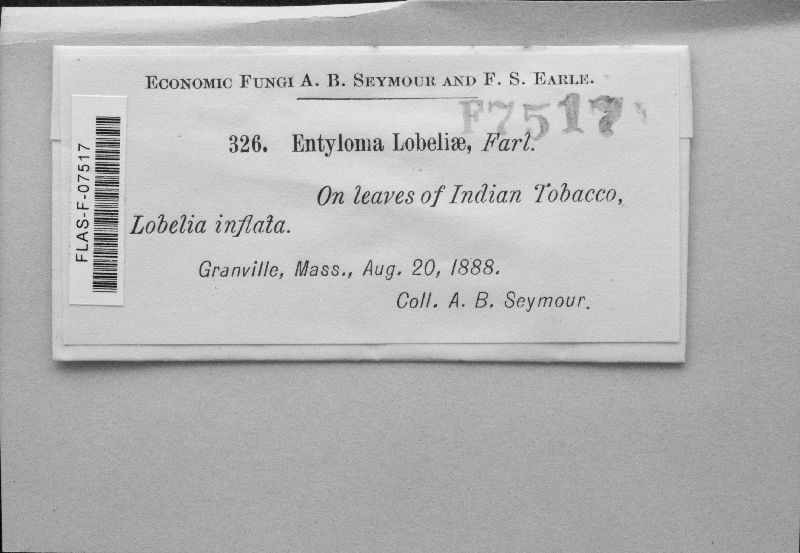 Economic Fungi A. B. Seymour and F. S. Earle.
F7517
326. Entyloma Lobeliæ, Farl.
On leaves of Indian Tobacco,
Lobelia inflata.
Granville, Mass., Aug. 20, 1888.
Coll. A. B. Seymour.
FLAS-F-07517